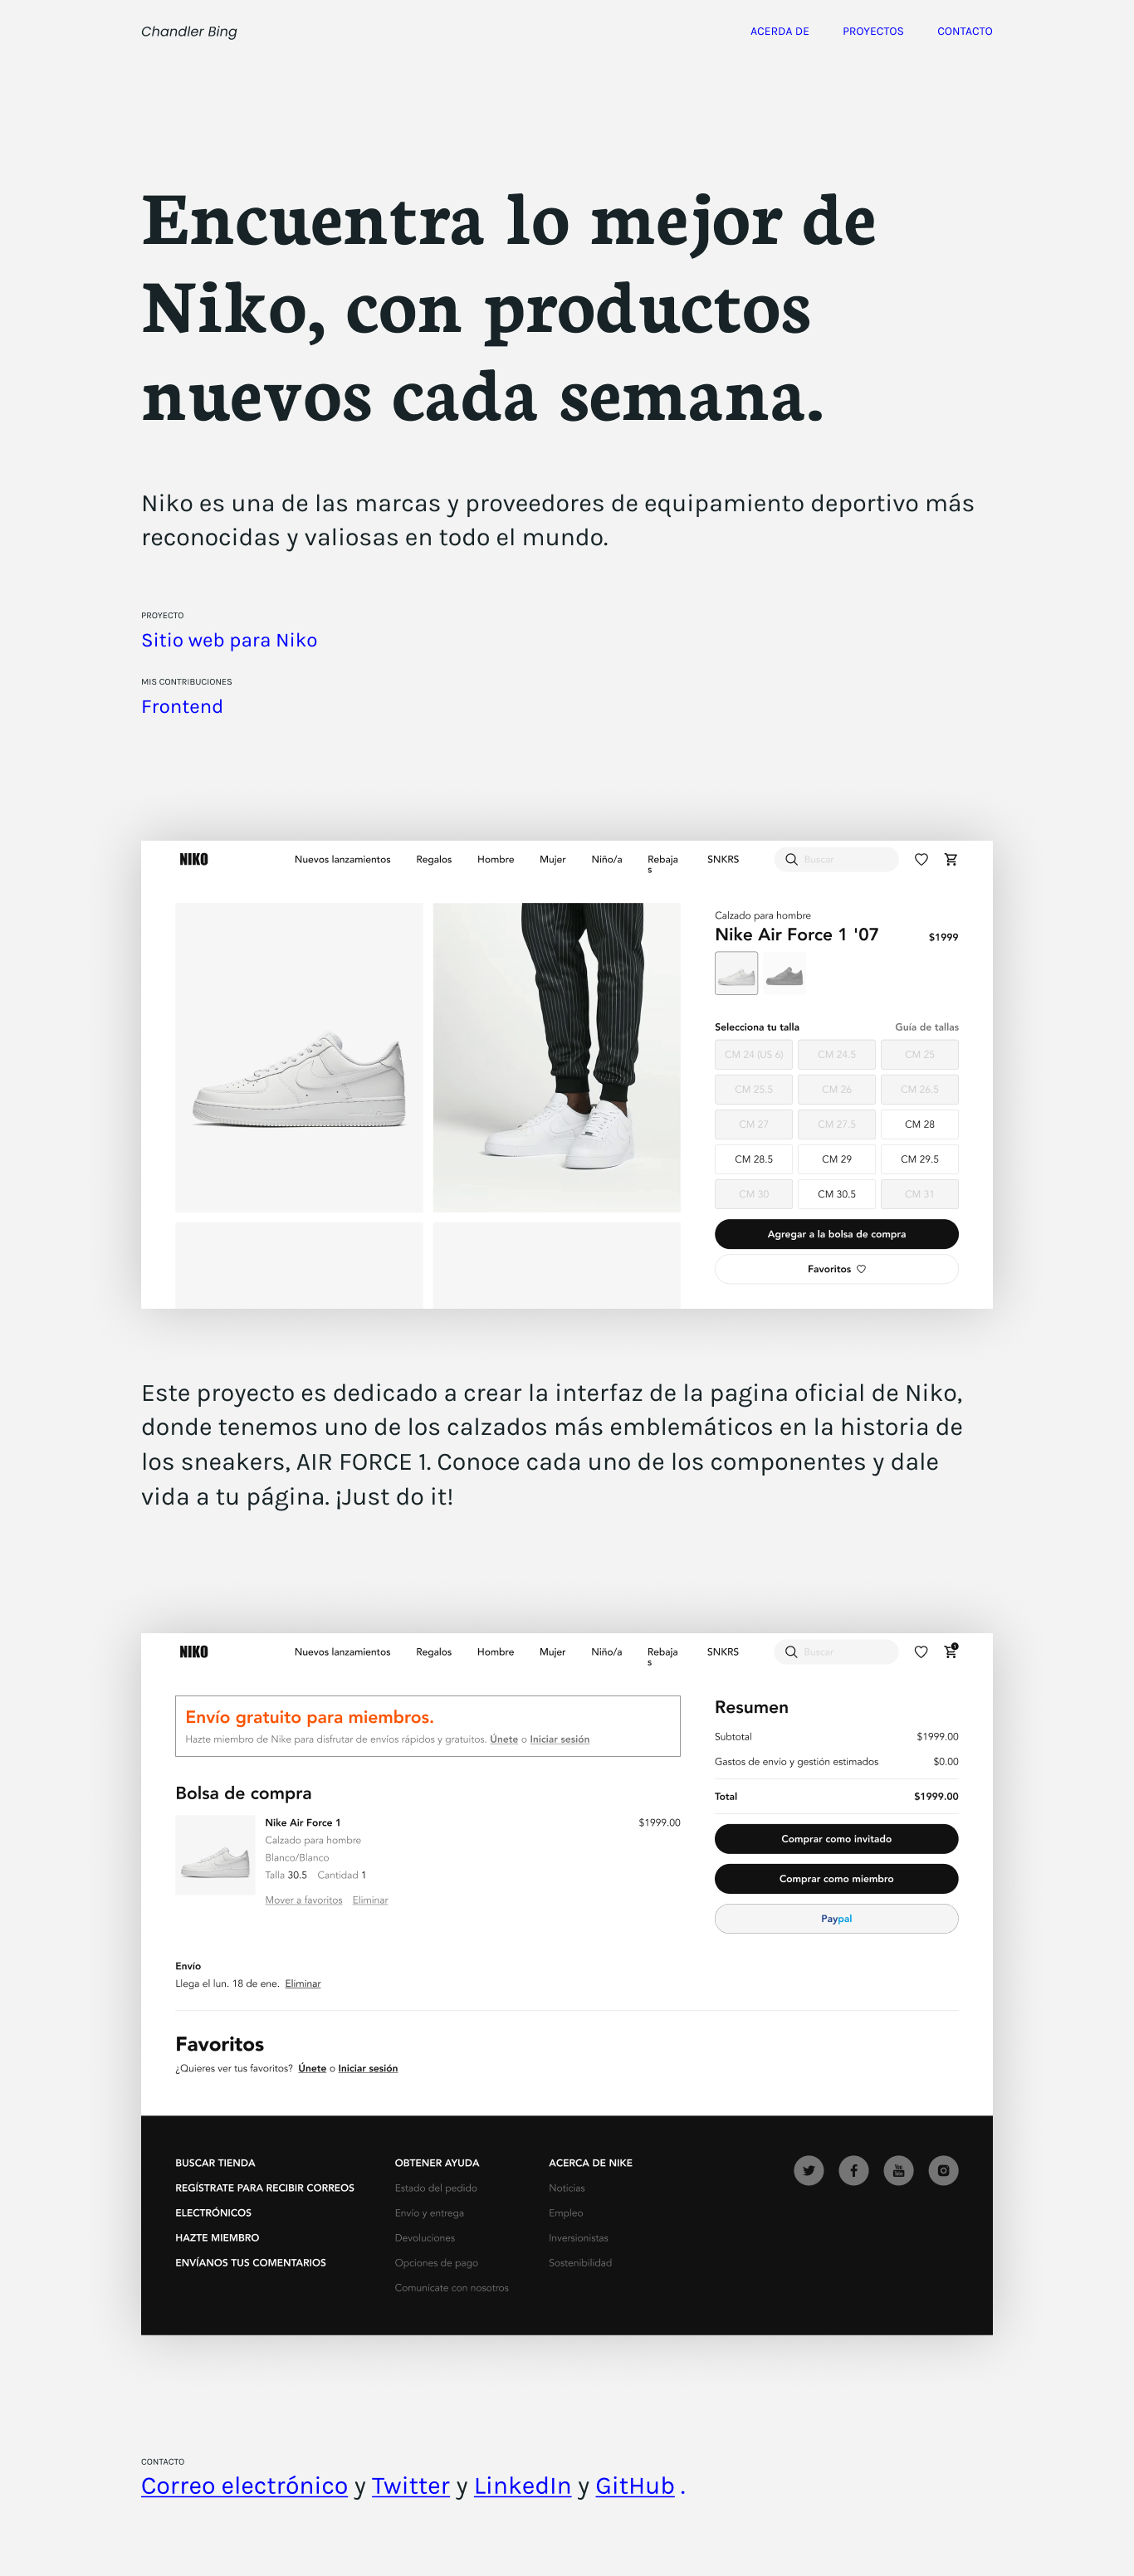 Chandler Bing
ACERDA DE PROYECTOS CONTACTO
Encuentra lo mejor de
Niko, con productos
nuevos cada semana.
Niko es una de las marcas y proveedores de equipamiento deportivo más
reconocidas y valiosas en todo el mundo.
PROYECTO
Sitio web para Niko
MIS CONTRIBUCIONES
Frontend
NIKO Nuevos lanzamientos Regalos Hombre Mujer Niño/a Rebaja SNKRS Buscar
s
Calzado para hombre
Nike Air Force 1 '07 $1999
Selecciona tu talla Guía de tallas
CM 24 (US 6) CM 24.5 CM 25
CM 25.5 CM 26 CM 26.5
CM 27 CM 27.5 CM 28
CM 28.5 CM 29 CM 29.5
CM 30 CM 30.5 CM 31
Agregar a la bolsa de compra
Favoritos
Este proyecto es dedicado a crear la interfaz de la pagina oficial de Niko,
donde tenemos uno de los calzados más emblemáticos en la historia de
los sneakers, AIR FORCE 1. Conoce cada uno de los componentes y dale
vida a tu página. ¡Just do it!
NIKO Nuevos lanzamientos Regalos Hombre Mujer Niño/a Rebaja SNKRS Buscar 1
s
Envío gratuito para miembros.
Hazte miembro de Nike para disfrutar de envíos rápidos y gratuitos. Únete o Iniciar sesión
Bolsa de compra
Nike Air Force 1 $1999.00
Calzado para hombre
Blanco/Blanco
Talla 30.5 Cantidad 1
Mover a favoritos Eliminar
Envío
Llega el lun. 18 de ene. Eliminar
Resumen
Subtotal $1999.00
Gastos de envío y gestión estimados $0.00
Total $1999.00
Comprar como invitado
Comprar como miembro
Paypal
Favoritos
¿Quieres ver tus favoritos? Únete o Iniciar sesión
BUSCAR TIENDA
REGÍSTRATE PARA RECIBIR CORREOS
ELECTRÓNICOS
HAZTE MIEMBRO
ENVÍANOS TUS COMENTARIOS
OBTENER AYUDA
Estado del pedido
Envío y entrega
Devoluciones
Opciones de pago
Comunícate con nosotros
ACERCA DE NIKE
Noticias
Empleo
Inversionistas
Sostenibilidad
CONTACTO
Correo electrónico y Twitter y LinkedIn y GitHub .